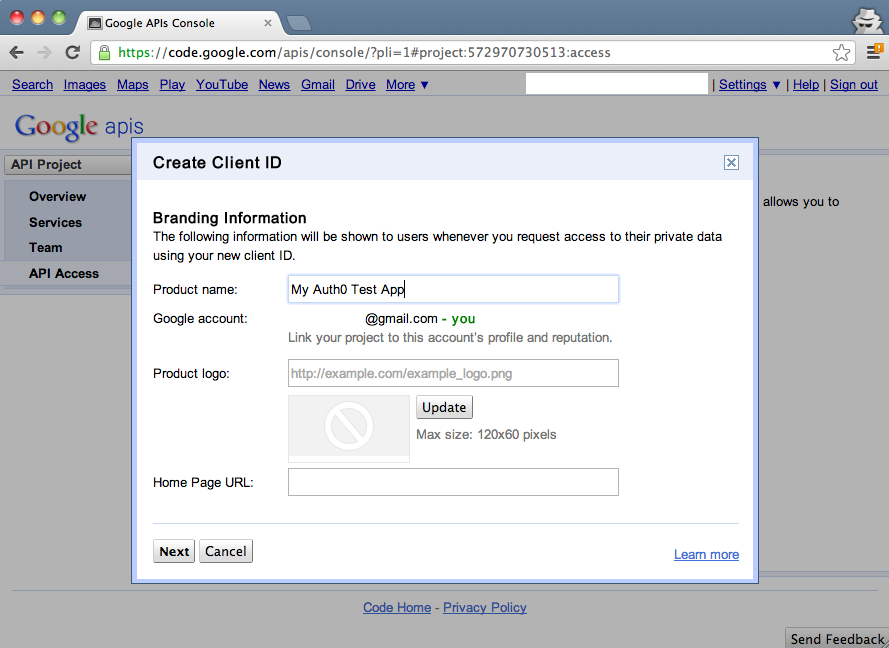 Google APIs Console
https://code.google.com/apis/console/?pli=1#project:572970730513:access
Search Images Maps Play YouTube News Gmail Drive More ▼ | Settings ▼ | Help | Sign out
Google apis
API Project
Overview
Services
Team
API Access
allows you to
Create Client ID
Branding Information
The following information will be shown to users whenever you request access to their private data
using your new client ID.
Product name: My Auth0 Test App
Google account: @gmail.com - you
Link your project to this account's profile and reputation.
Product logo: http://example.com/example_logo.png
Update
Max size: 120x60 pixels
Home Page URL:
Next Cancel Learn more
Code Home - Privacy Policy
Send Feedback